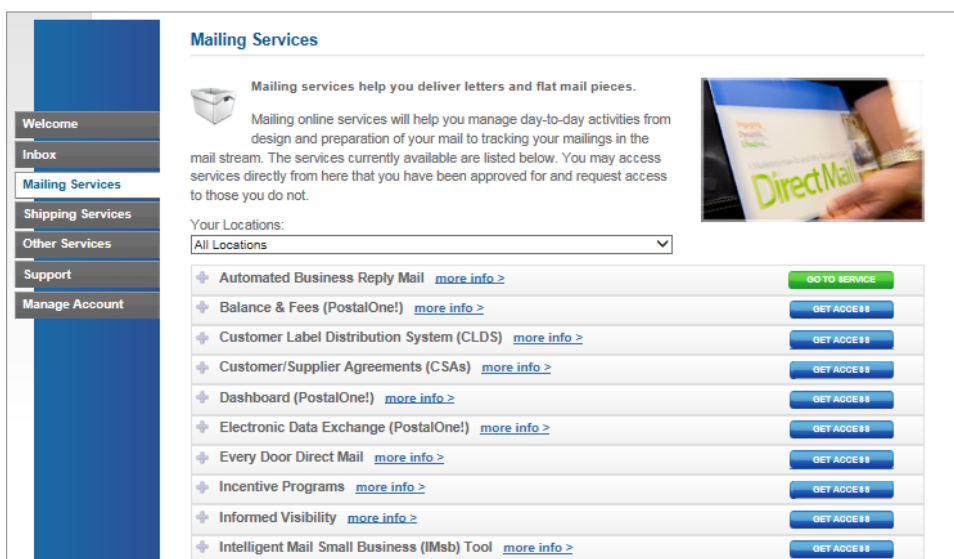 Mailing Services
Mailing services help you deliver letters and flat mail pieces.
Mailing online services will help you manage day-to-day activities from
design and preparation of your mail to tracking your mailings in the
mail stream. The services currently available are listed below. You may access
services directly from here that you have been approved for and request access
to those you do not.
Direct Mail
Welcome
Inbox
Mailing Services
Shipping Services
Other Services
Support
Manage Account
Your Locations:
All Locations
Automated Business Reply Mail more info > GO TO SERVICE
Balance & Fees (PostalOne!) more info > GET ACCESS
Customer Label Distribution System (CLDS) more info > GET ACCESS
Customer/Supplier Agreements (CSAs) more info > GET ACCESS
Dashboard (PostalOne!) more info > GET ACCESS
Electronic Data Exchange (PostalOne!) more info > GET ACCESS
Every Door Direct Mail more info > GET ACCESS
Incentive Programs more info > GET ACCESS
Informed Visibility more info > GET ACCESS
Intelligent Mail Small Business (IMsb) Tool more info > GET ACCESS